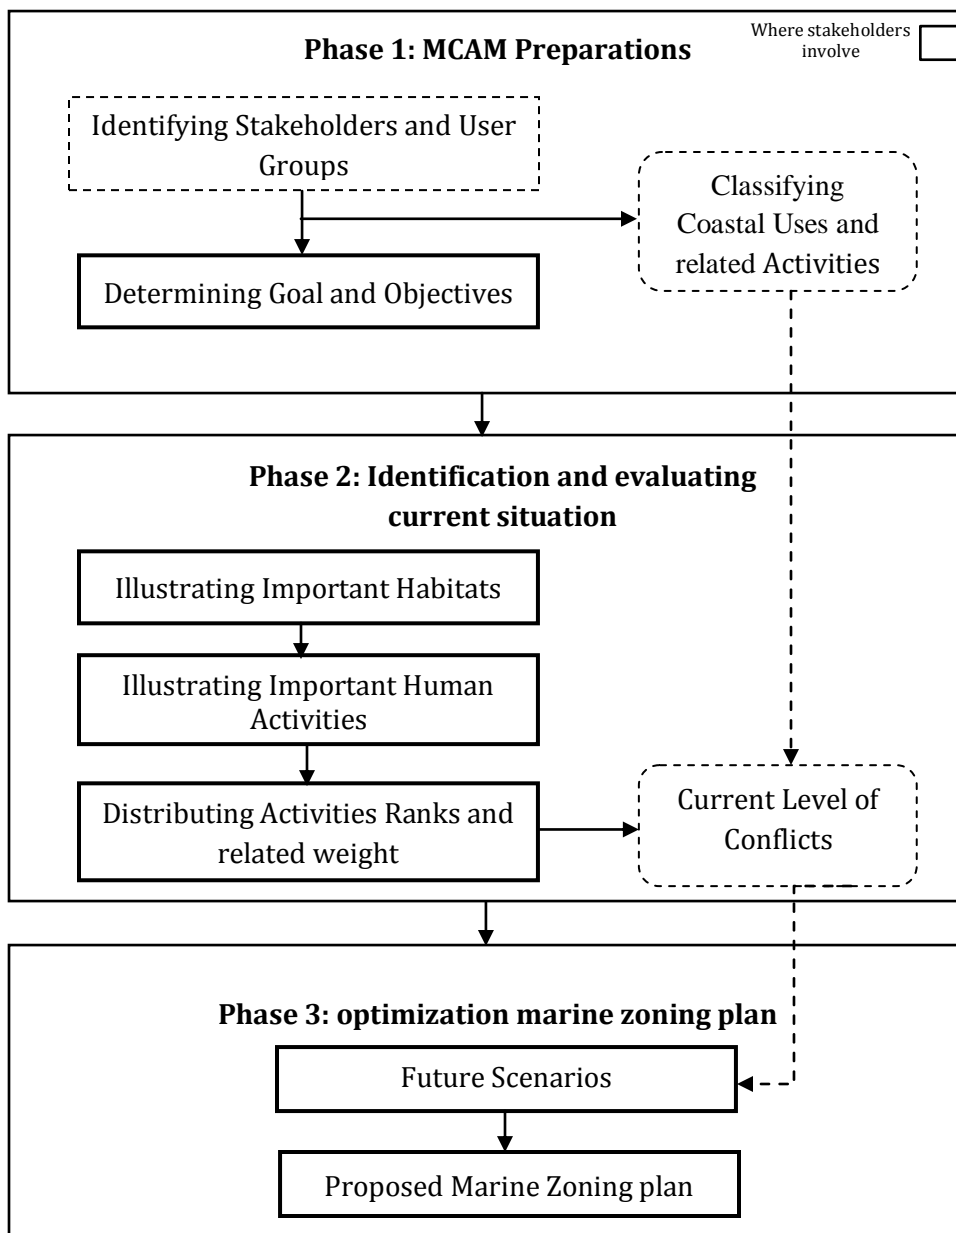 Phase 1: MCAM Preparations
Where stakeholders
involve
Identifying Stakeholders and User
Groups
Classifying
Coastal Uses and
related Activities
Determining Goal and Objectives
Phase 2: Identification and evaluating
current situation
Illustrating Important Habitats
Illustrating Important Human
Activities
Distributing Activities Ranks and
related weight
Current Level of
Conflicts
Phase 3: optimization marine zoning plan
Future Scenarios
Proposed Marine Zoning plan